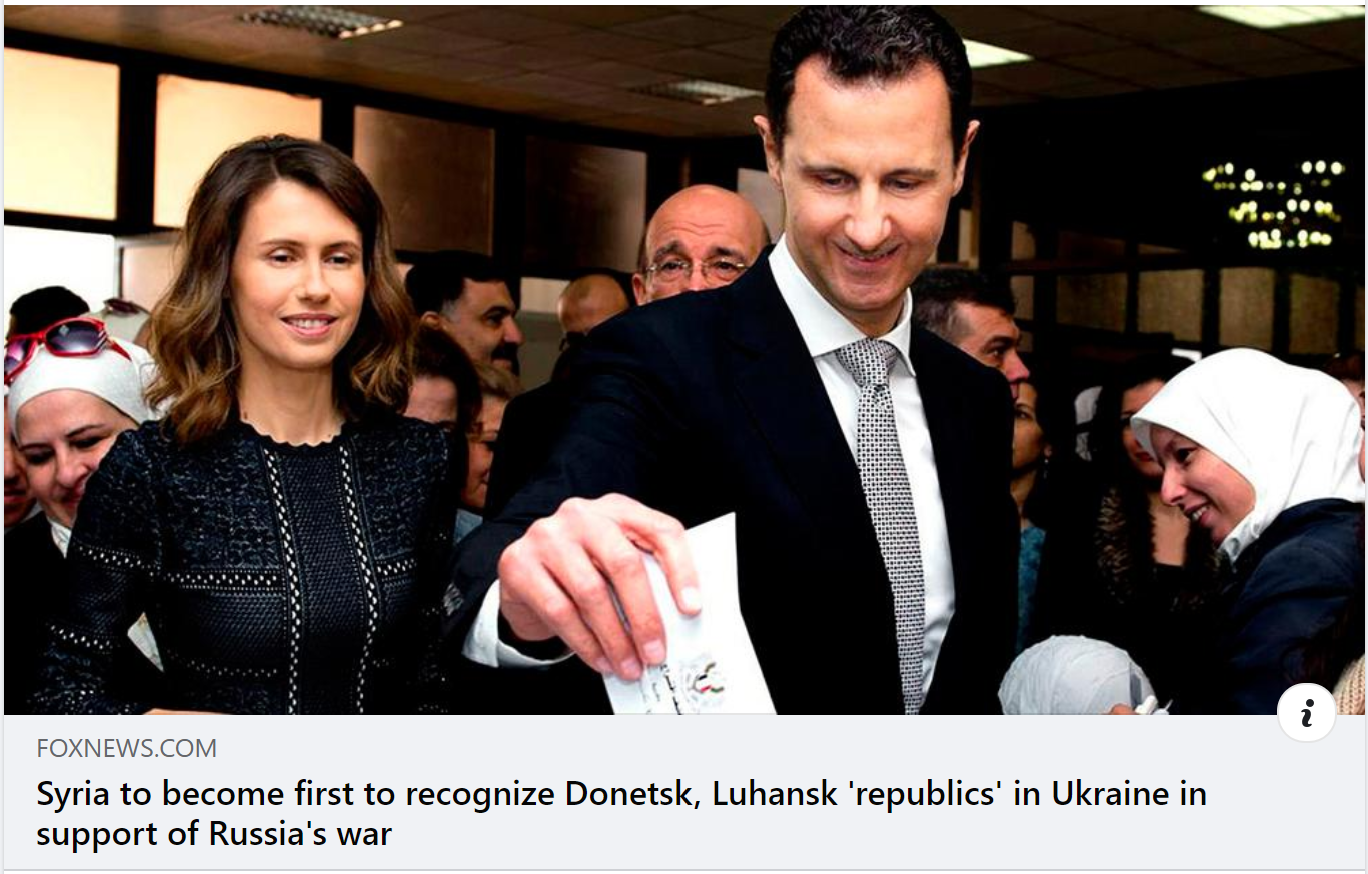 FOXNEWS.COM
Syria to become first to recognize Donetsk, Luhansk 'republics' in Ukraine in
support of Russia's war